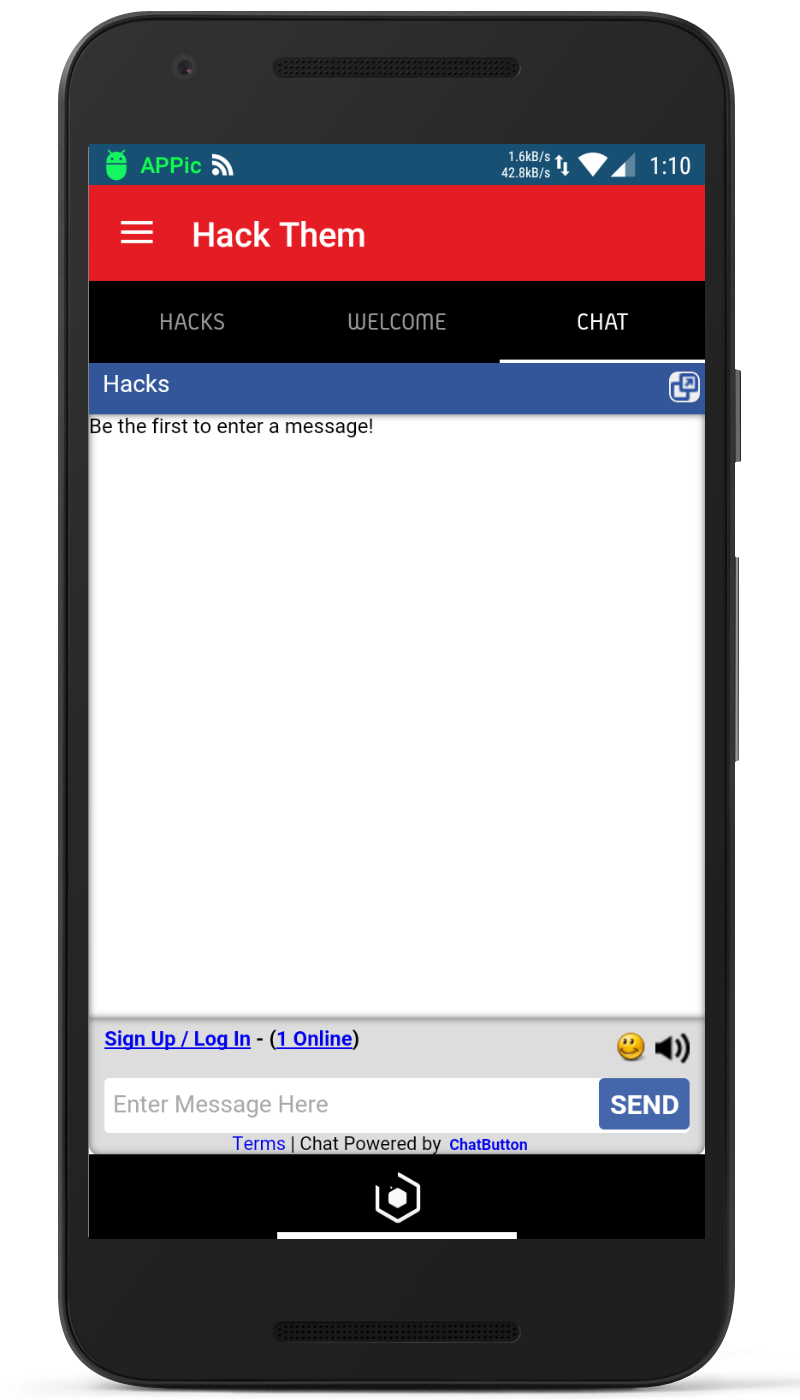 APPic 1.6kB/s 1:10
42.8kB/s
Hack Them
HACKS WELCOME CHAT
Hacks
Be the first to enter a message!
Sign Up / Log In - (1 Online)
Enter Message Here SEND
Terms | Chat Powered by ChatButton